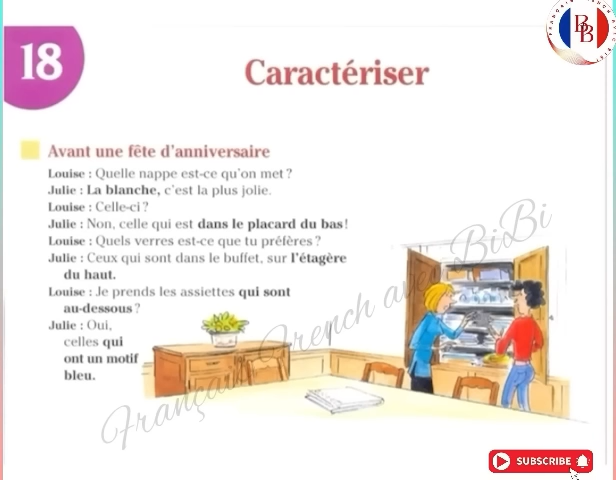 18
Caractériser
Avant une fête d'anniversaire
Louise : Quelle nappe est-ce qu'on met ?
Julie : La blanche, c'est la plus jolie.
Louise : Celle-ci ?
Julie : Non, celle qui est dans le placard du bas !
Louise : Quels verres est-ce que tu préfères ?
Julie : Ceux qui sont dans le buffet, sur l'étagère
du haut.
Louise : Je prends les assiettes qui sont
au-dessous ?
Julie : Oui,
celles qui
ont un motif
bleu.
BB
French avec BiBi
SUBSCRIBE